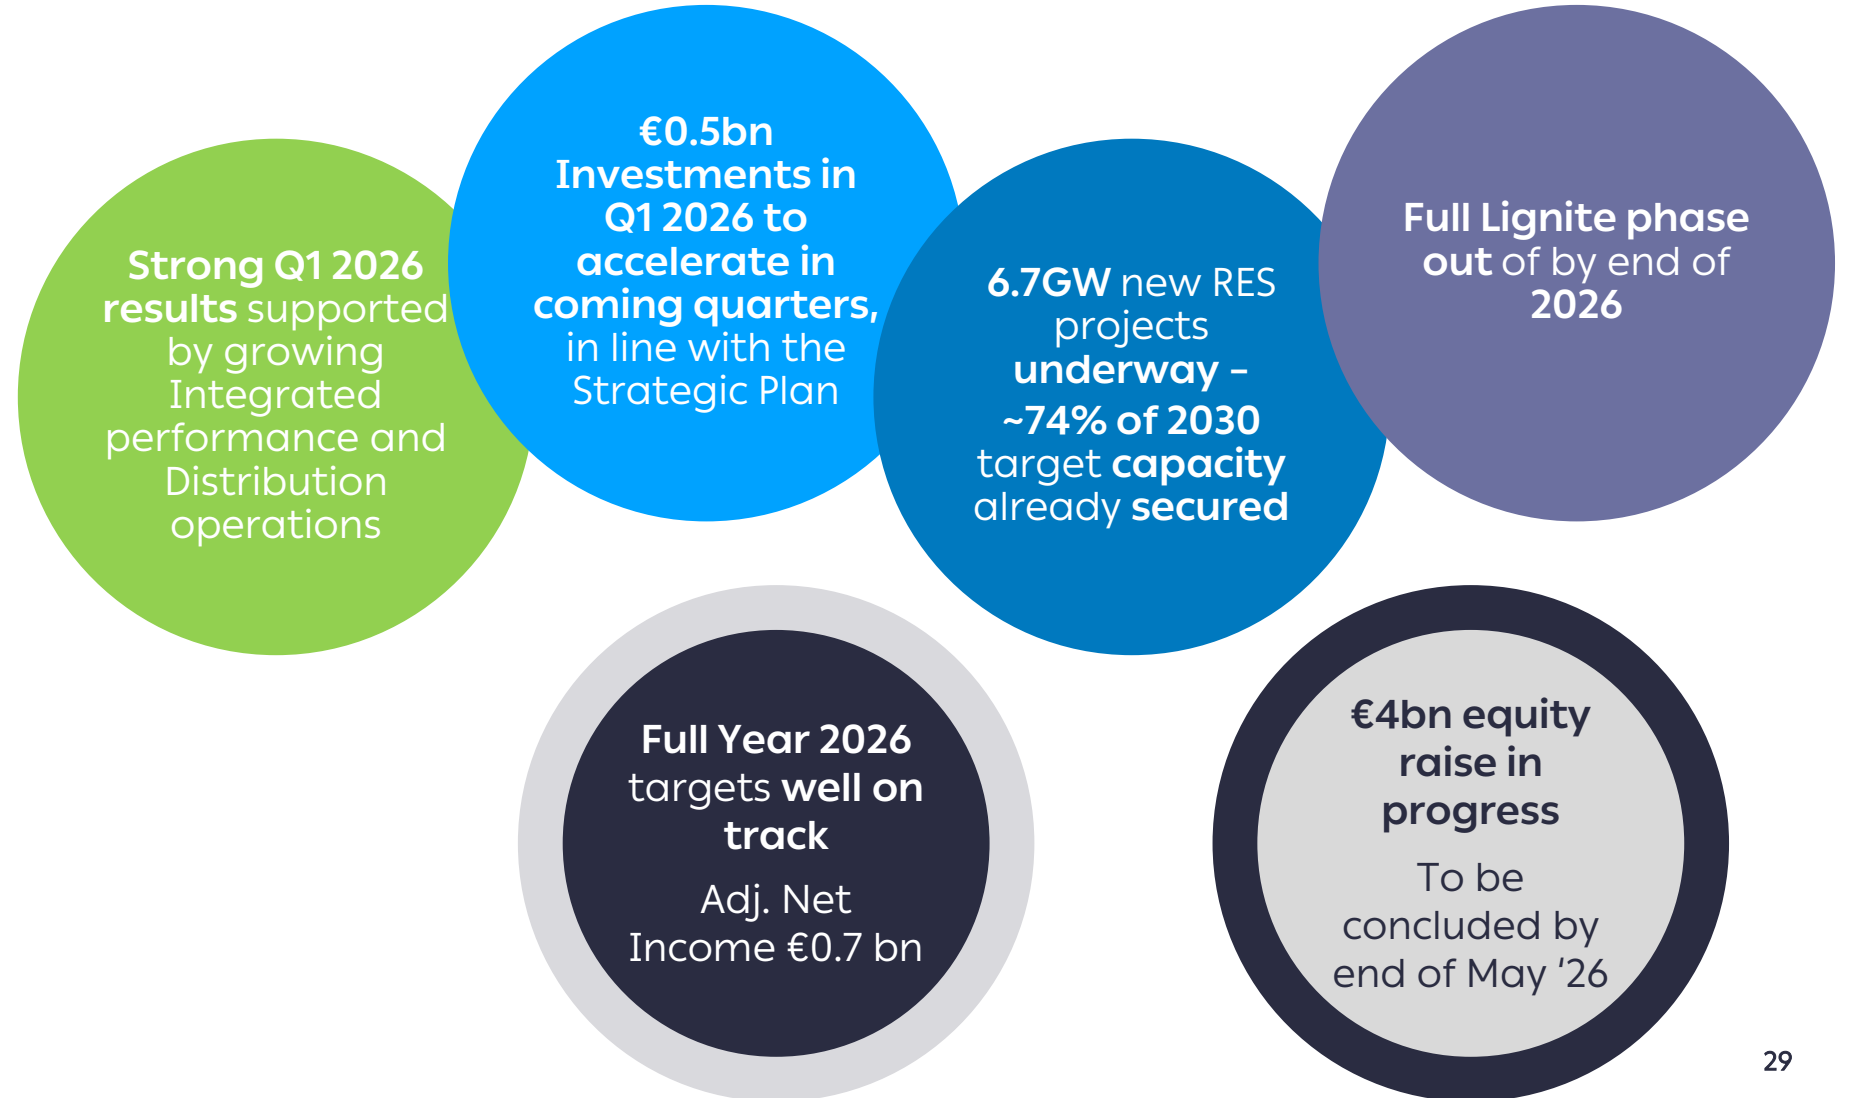 Strong Q1 2026
results supported
by growing
Integrated
performance and
Distribution
operations
€0.5bn
Investments in
Q1 2026 to
accelerate in
coming quarters,
in line with the
Strategic Plan
6.7GW new RES
projects
underway –
~74% of 2030
target capacity
already secured
Full Lignite phase
out of by end of
2026
Full Year 2026
targets well on
track
Adj. Net
Income €0.7 bn
€4bn equity
raise in
progress
To be
concluded by
end of May ‘26
29